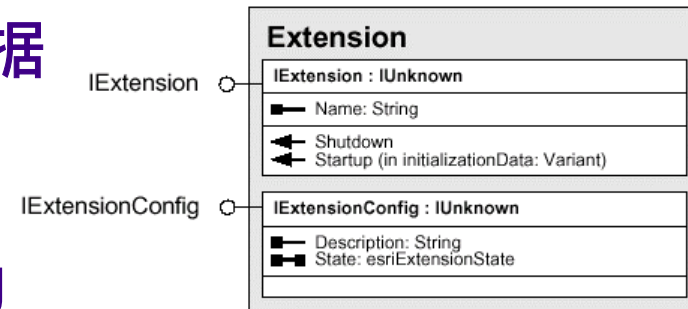 据
Extension
IExtension
IExtension : IUnknown
Name: String
Shutdown
Startup (in initializationData: Variant)
IExtensionConfig
IExtensionConfig : IUnknown
Description: String
State: esriExtensionState